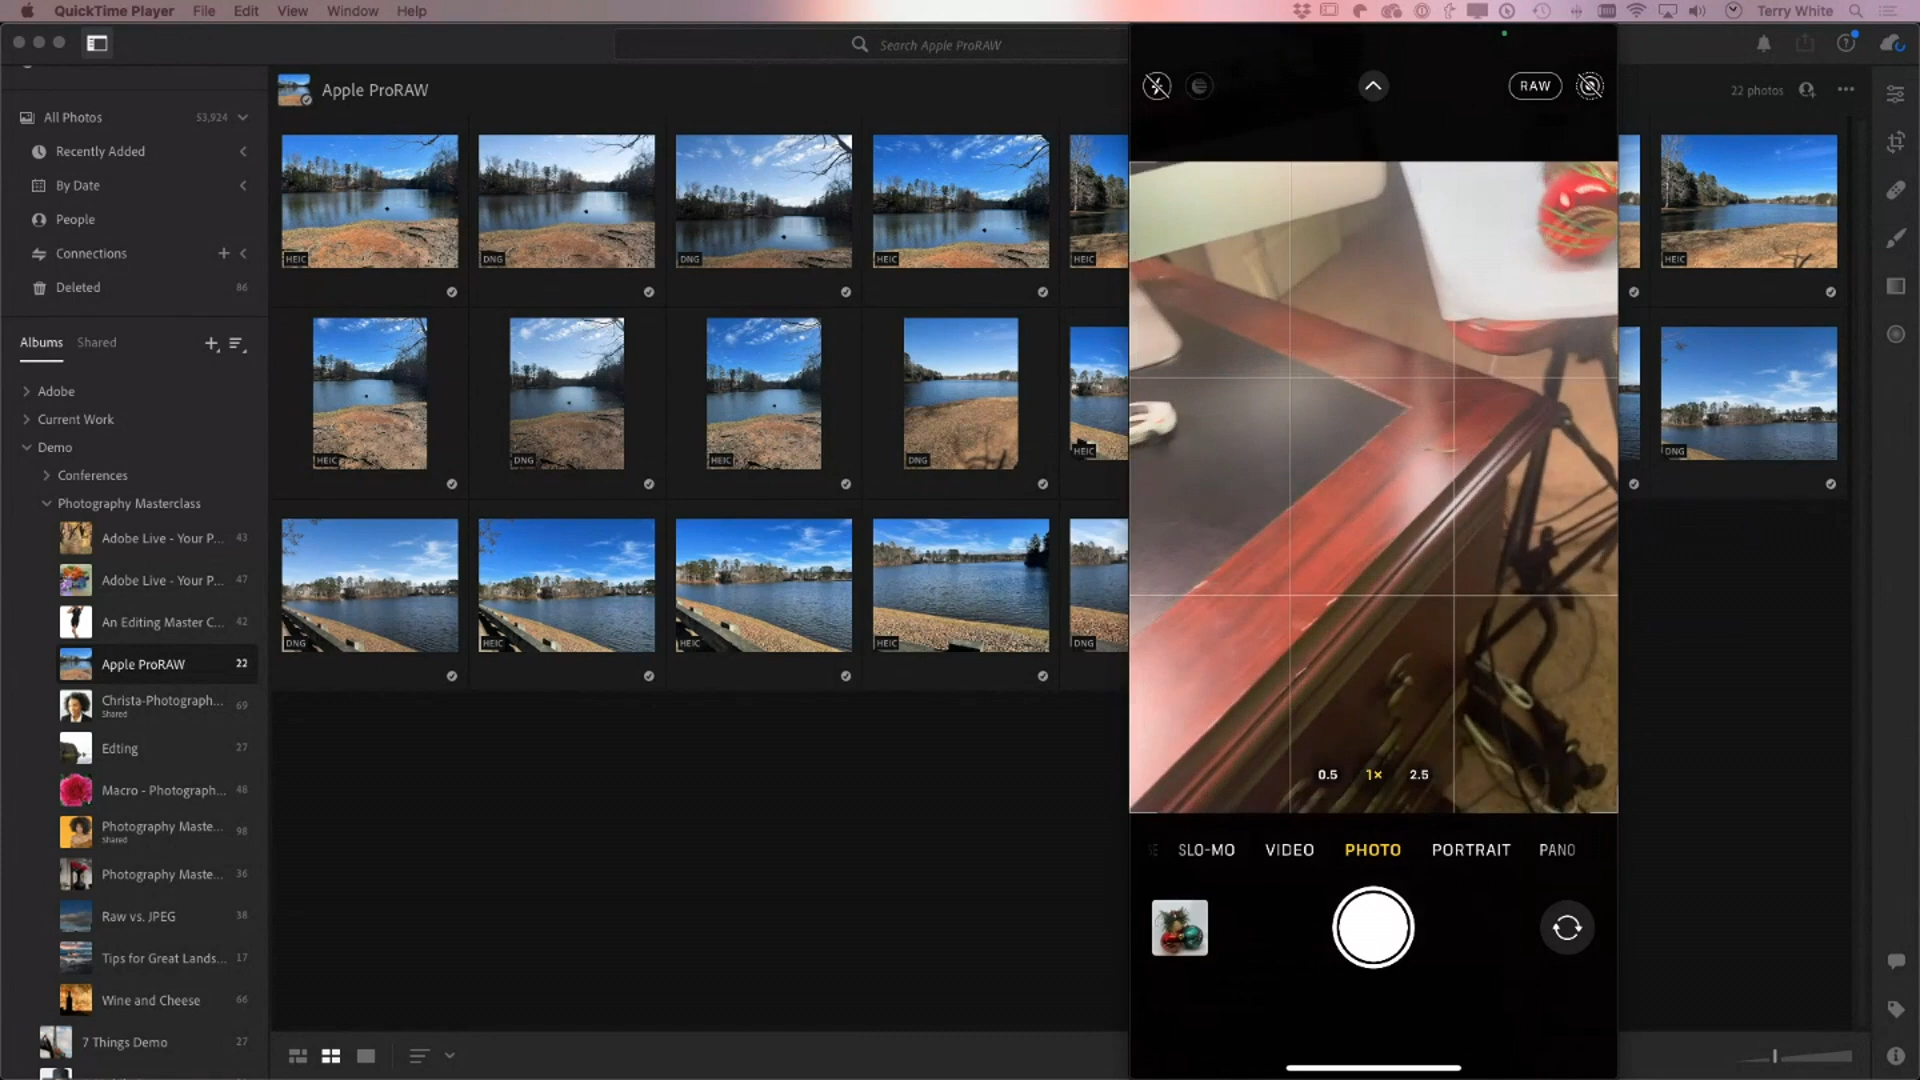 QuickTime Player File Edit View Window Help Terry White
Search Apple ProRAW
Apple ProRAW
22 photos
All Photos 53,924
Recently Added
By Date
People
Connections
Deleted 86
Albums Shared
Adobe
Current Work
Demo
Conferences
Photography Masterclass
Adobe Live - Your P... 43
Adobe Live - Your P... 47
An Editing Master C... 42
Apple ProRAW 22
Christa-Photograph... 69
Shared
Edting 27
Macro - Photograph... 48
Photography Maste... 98
Shared
Photography Maste... 36
Raw vs. JPEG 38
Tips for Great Lands... 17
Wine and Cheese 66
7 Things Demo 27
HEIC DNG DNG HEIC HEIC HEIC
HEIC DNG HEIC DNG HEIC DNG
DNG HEIC HEIC HEIC DNG
RAW
0.5 1× 2.5
SLO-MO VIDEO PHOTO PORTRAIT PANO